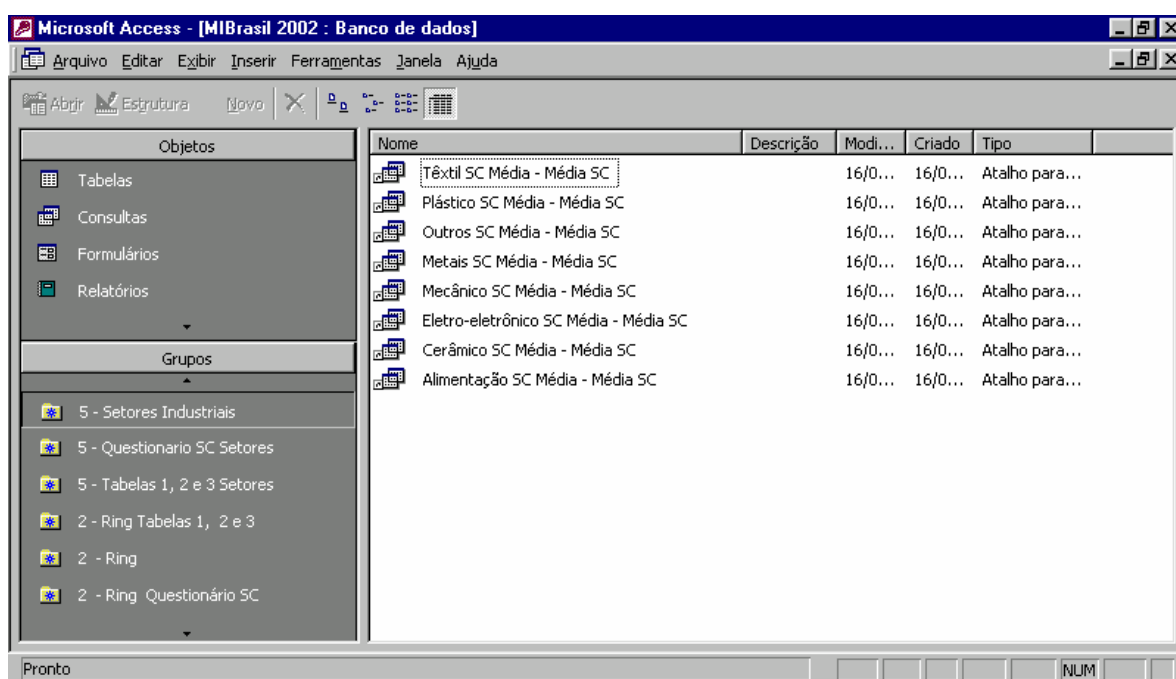 Microsoft Access - [MIBrasil 2002 : Banco de dados]
Arquivo Editar Exibir Inserir Ferramentas Janela Ajuda
Abrir Estrutura Novo
Objetos
Tabelas
Consultas
Formulários
Relatórios
Grupos
5 - Setores Industriais
5 - Questionario SC Setores
5 - Tabelas 1, 2 e 3 Setores
2 - Ring Tabelas 1, 2 e 3
2 - Ring
2 - Ring Questionário SC
Nome Descrição Modi... Criado Tipo
Têxtil SC Média - Média SC 16/0... 16/0... Atalho para...
Plástico SC Média - Média SC 16/0... 16/0... Atalho para...
Outros SC Média - Média SC 16/0... 16/0... Atalho para...
Metais SC Média - Média SC 16/0... 16/0... Atalho para...
Mecânico SC Média - Média SC 16/0... 16/0... Atalho para...
Eletro-eletrônico SC Média - Média SC 16/0... 16/0... Atalho para...
Cerâmico SC Média - Média SC 16/0... 16/0... Atalho para...
Alimentação SC Média - Média SC 16/0... 16/0... Atalho para...
Pronto NUM